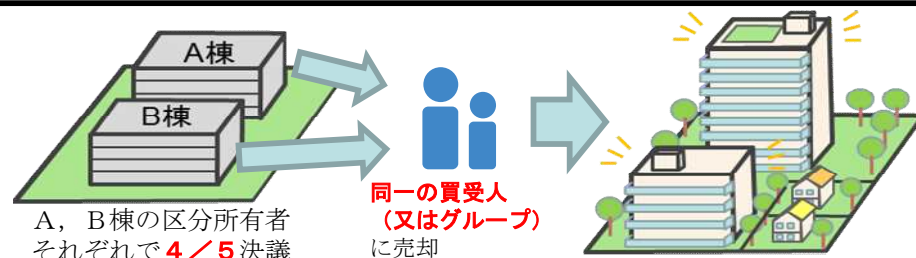 A棟
B棟
A，B棟の区分所有者
それぞれで４／５決議
同一の買受人
（又はグループ）
に売却